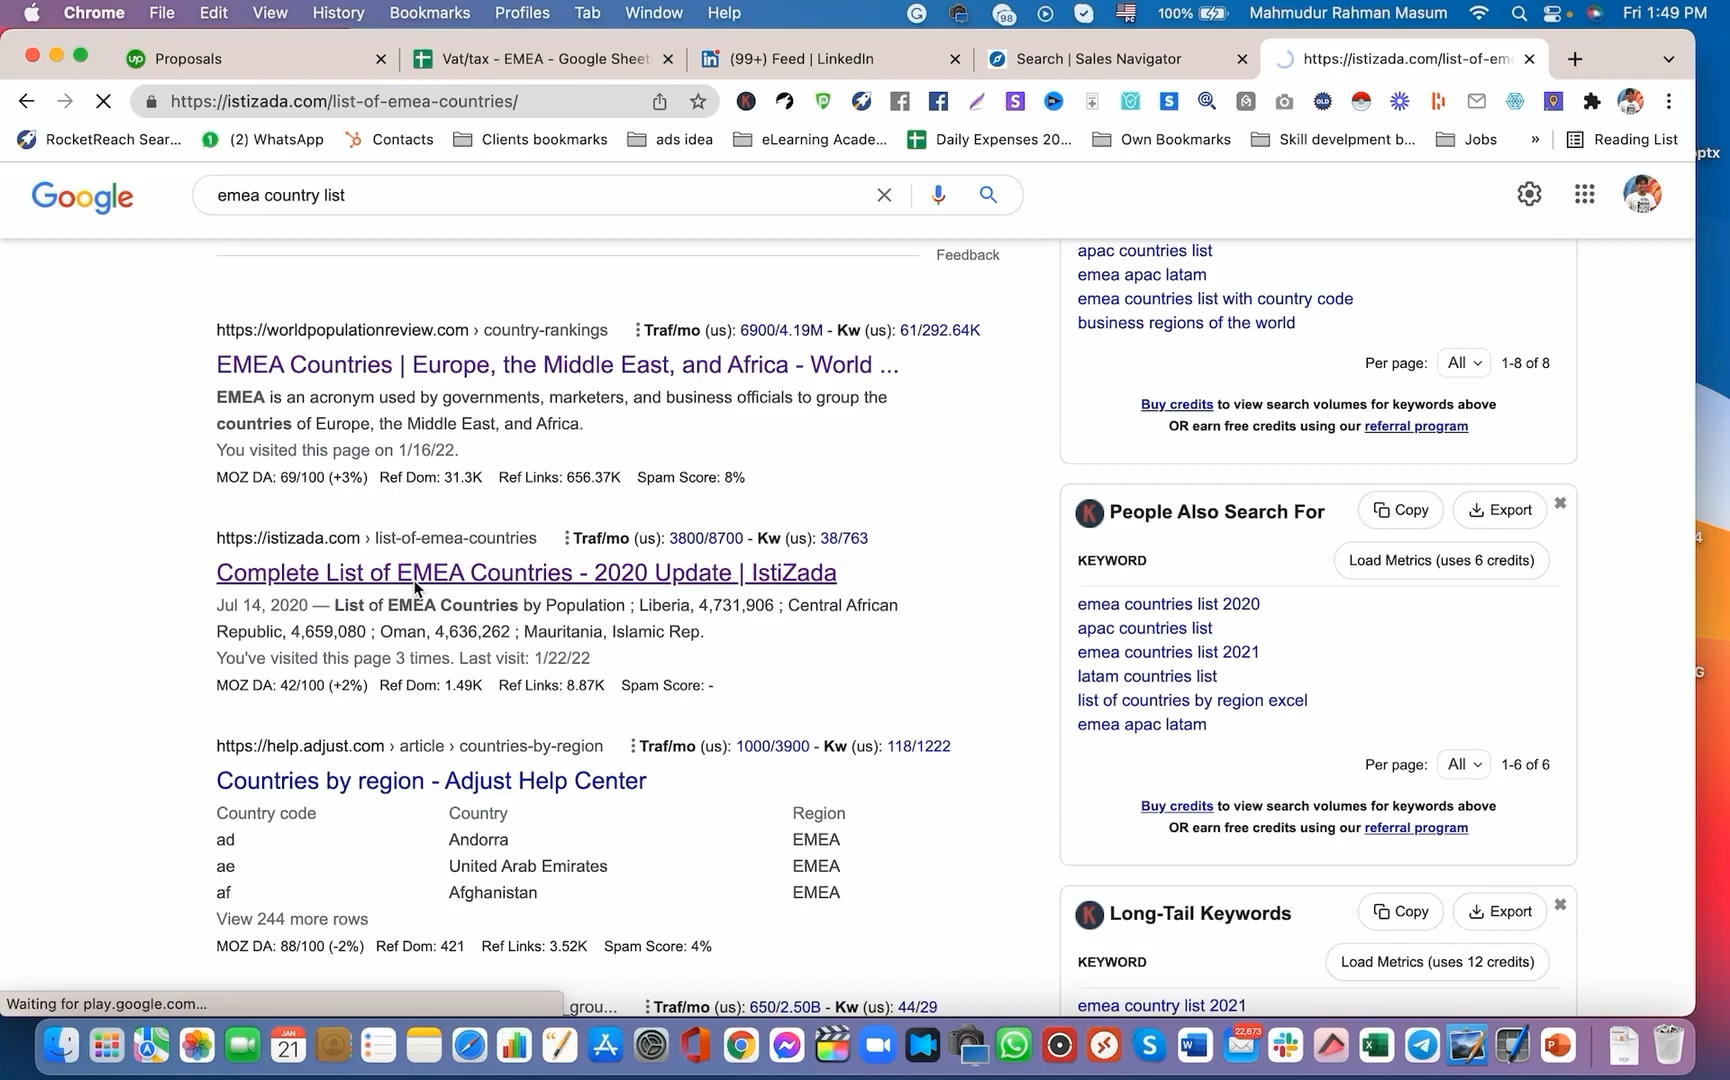 Chrome File Edit View History Bookmarks Profiles Tab Window Help 98 100% Mahmudur Rahman Masum Fri 1:49 PM
Proposals
Vat/tax - EMEA - Google Sheet
(99+) Feed | LinkedIn
Search | Sales Navigator
https://istizada.com/list-of-em
https://istizada.com/list-of-emea-countries/
RocketReach Sear...
(2) WhatsApp
Contacts
Clients bookmarks
ads idea
eLearning Acade...
Daily Expenses 20...
Own Bookmarks
Skill develpment b...
Jobs
»
Reading List
Google
emea country list
Feedback
https://worldpopulationreview.com › country-rankings Traf/mo (us): 6900/4.19M - Kw (us): 61/292.64K
EMEA Countries | Europe, the Middle East, and Africa - World ...
EMEA is an acronym used by governments, marketers, and business officials to group the
countries of Europe, the Middle East, and Africa.
You visited this page on 1/16/22.
MOZ DA: 69/100 (+3%) Ref Dom: 31.3K Ref Links: 656.37K Spam Score: 8%
https://istizada.com › list-of-emea-countries Traf/mo (us): 3800/8700 - Kw (us): 38/763
Complete List of EMEA Countries - 2020 Update | IstiZada
Jul 14, 2020 — List of EMEA Countries by Population ; Liberia, 4,731,906 ; Central African
Republic, 4,659,080 ; Oman, 4,636,262 ; Mauritania, Islamic Rep.
You've visited this page 3 times. Last visit: 1/22/22
MOZ DA: 42/100 (+2%) Ref Dom: 1.49K Ref Links: 8.87K Spam Score: -
https://help.adjust.com › article › countries-by-region Traf/mo (us): 1000/3900 - Kw (us): 118/1222
Countries by region - Adjust Help Center
Country code Country Region
ad Andorra EMEA
ae United Arab Emirates EMEA
af Afghanistan EMEA
View 244 more rows
MOZ DA: 88/100 (-2%) Ref Dom: 421 Ref Links: 3.52K Spam Score: 4%
_grou... Traf/mo (us): 650/2.50B - Kw (us): 44/29
Waiting for play.google.com...
apac countries list
emea apac latam
emea countries list with country code
business regions of the world
Per page: All 1-8 of 8
Buy credits to view search volumes for keywords above
OR earn free credits using our referral program
People Also Search For Copy Export
KEYWORD Load Metrics (uses 6 credits)
emea countries list 2020
apac countries list
emea countries list 2021
latam countries list
list of countries by region excel
emea apac latam
Per page: All 1-6 of 6
Buy credits to view search volumes for keywords above
OR earn free credits using our referral program
Long-Tail Keywords Copy Export
KEYWORD Load Metrics (uses 12 credits)
emea country list 2021
pptx
JAN
21
22,673